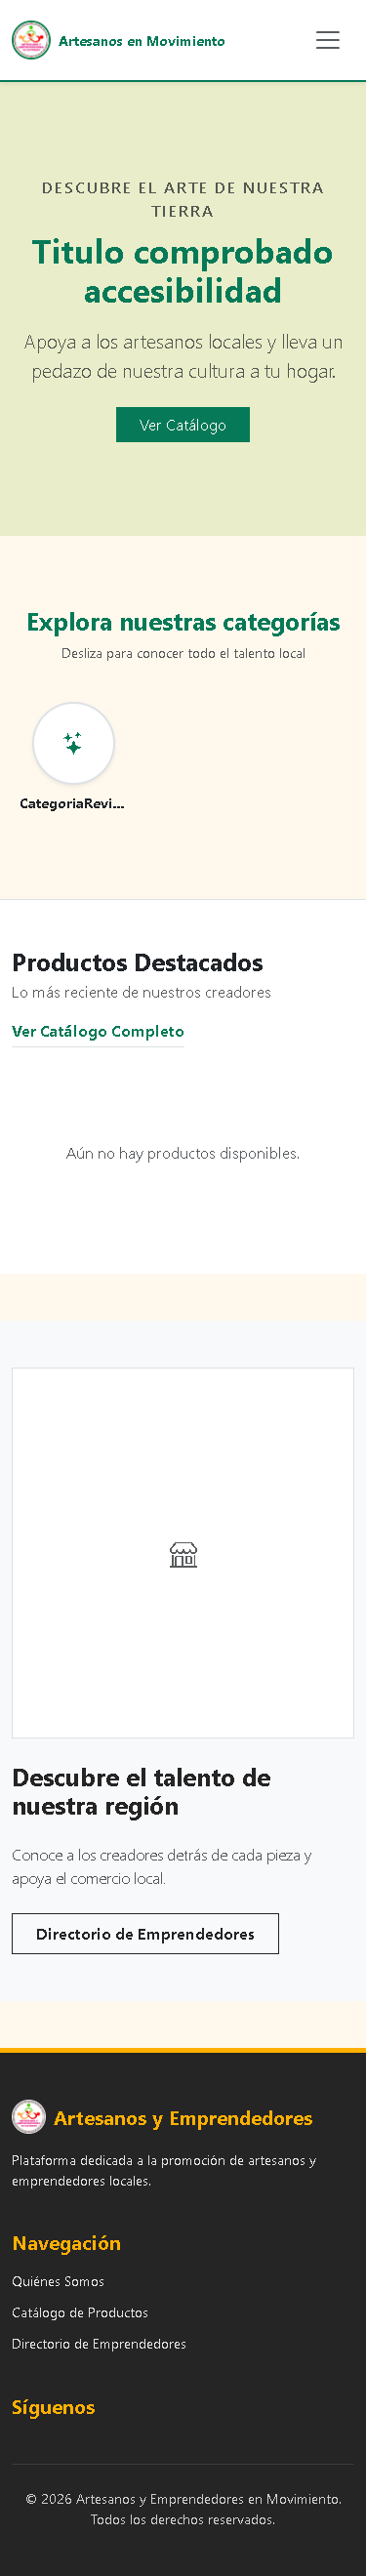 Artesanos en Movimiento
DESCUBRE EL ARTE DE NUESTRA
TIERRA
Titulo comprobado
accesibilidad
Apoya a los artesanos locales y lleva un
pedazo de nuestra cultura a tu hogar.
Ver Catálogo
Explora nuestras categorías
Desliza para conocer todo el talento local
CategoriaRevi...
Productos Destacados
Lo más reciente de nuestros creadores
Ver Catálogo Completo
Aún no hay productos disponibles.
Descubre el talento de
nuestra región
Conoce a los creadores detrás de cada pieza y
apoya el comercio local.
Directorio de Emprendedores
Artesanos y Emprendedores
Plataforma dedicada a la promoción de artesanos y
emprendedores locales.
Navegación
Quiénes Somos
Catálogo de Productos
Directorio de Emprendedores
Síguenos
© 2026 Artesanos y Emprendedores en Movimiento.
Todos los derechos reservados.